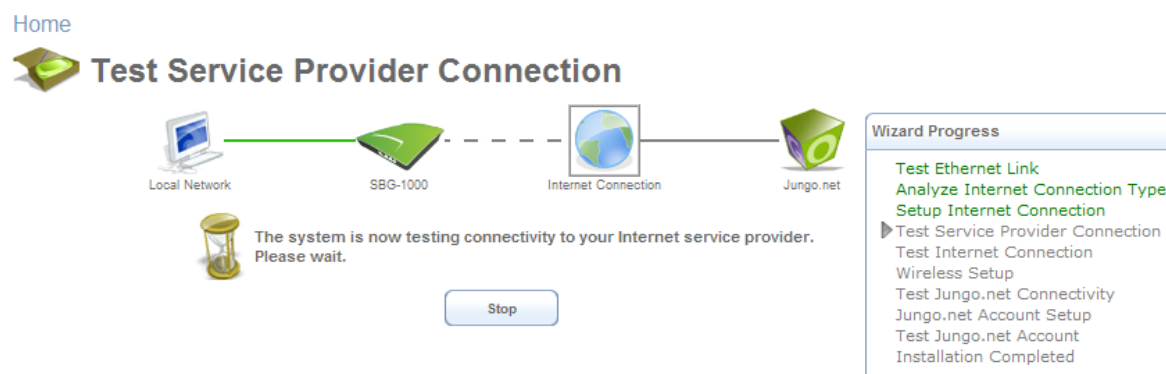 Home
Test Service Provider Connection
Local Network
SBG-1000
Internet Connection
Jungo.net
The system is now testing connectivity to your Internet service provider.
Please wait.
Stop
Wizard Progress
Test Ethernet Link
Analyze Internet Connection Type
Setup Internet Connection
Test Service Provider Connection
Test Internet Connection
Wireless Setup
Test Jungo.net Connectivity
Jungo.net Account Setup
Test Jungo.net Account
Installation Completed